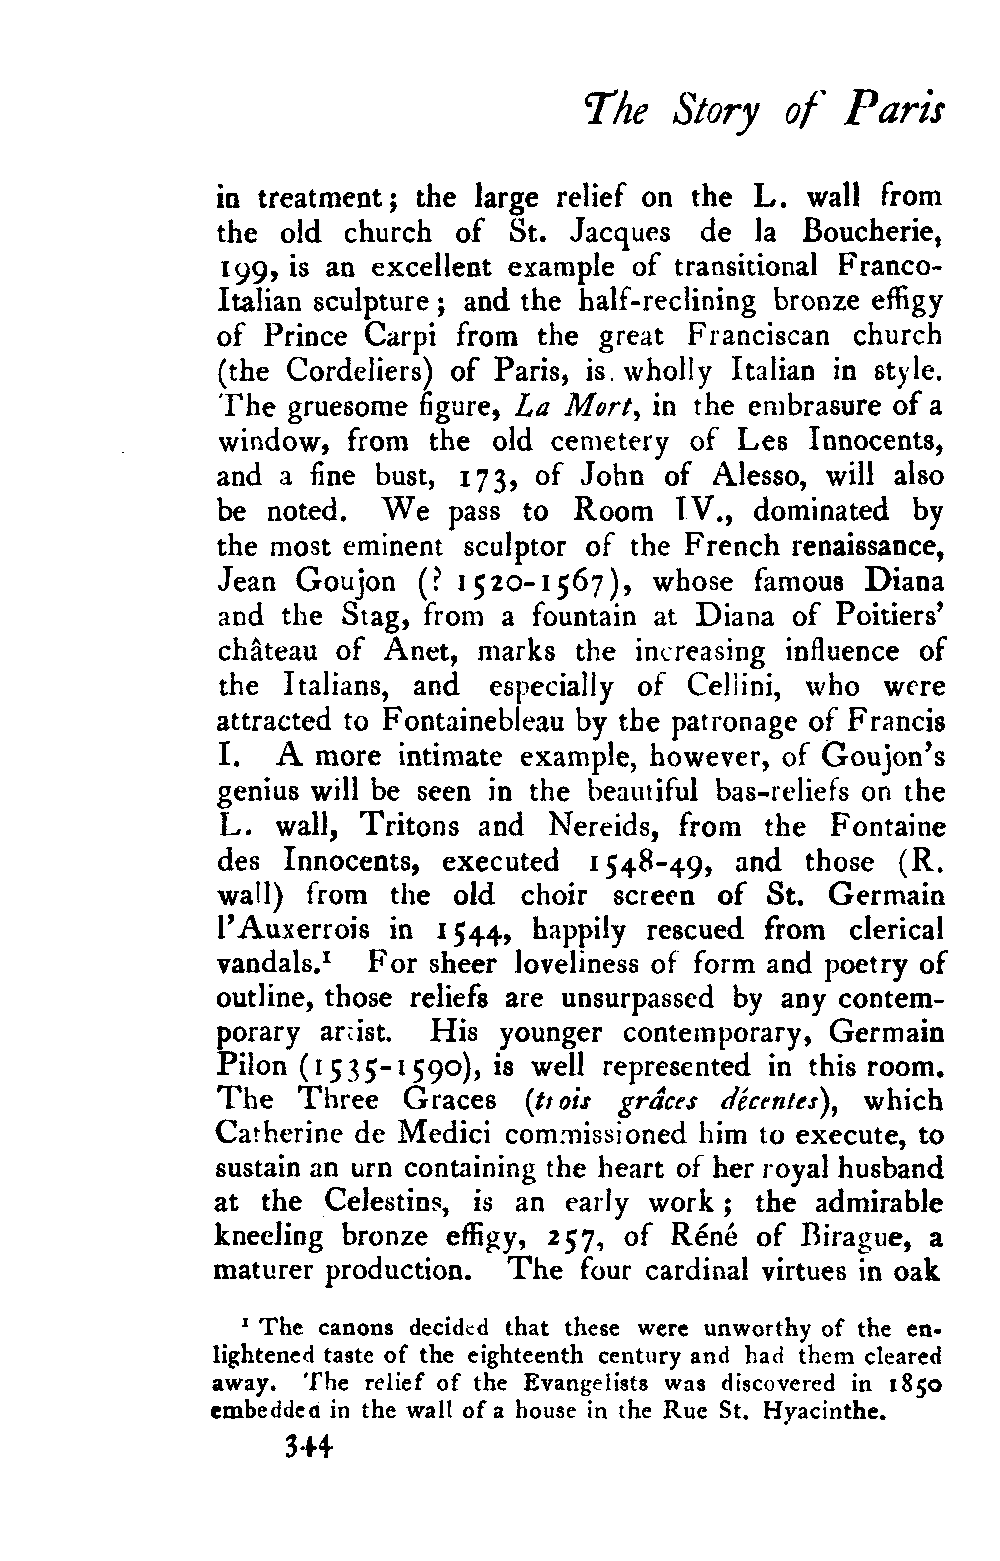 The Story of Paris
in treatment; the large relief on the L. wall from
the old church of St. Jacques de la Boucherie,
199, is an excellent example of transitional Franco-
Italian sculpture; and the half-reclining bronze effigy
of Prince Carpi from the great Franciscan church
(the Cordeliers) of Paris, is wholly Italian in style.
The gruesome figure, La Mort, in the embrasure of a
window, from the old cemetery of Les Innocents,
and a fine bust, 173, of John of Alesso, will also
be noted. We pass to Room IV., dominated by
the most eminent sculptor of the French renaissance,
Jean Goujon (? 1520-1567), whose famous Diana
and the Stag, from a fountain at Diana of Poitiers'
château of Anet, marks the increasing influence of
the Italians, and especially of Cellini, who were
attracted to Fontainebleau by the patronage of Francis
I. A more intimate example, however, of Goujon's
genius will be seen in the beautiful bas-reliefs on the
L. wall, Tritons and Nereids, from the Fontaine
des Innocents, executed 1548-49, and those (R.
wall) from the old choir screen of St. Germain
l'Auxerrois in 1544, happily rescued from clerical
vandals.¹ For sheer loveliness of form and poetry of
outline, those reliefs are unsurpassed by any contem-
porary artist. His younger contemporary, Germain
Pilon (1535-1590), is well represented in this room.
The Three Graces (trois grâces décentes), which
Catherine de Medici commissioned him to execute, to
sustain an urn containing the heart of her royal husband
at the Celestins, is an early work; the admirable
kneeling bronze effigy, 257, of Réné of Birague, a
maturer production. The four cardinal virtues in oak
¹ The canons decided that these were unworthy of the en-
lightened taste of the eighteenth century and had them cleared
away. The relief of the Evangelists was discovered in 1850
embedded in the wall of a house in the Rue St. Hyacinthe.
344